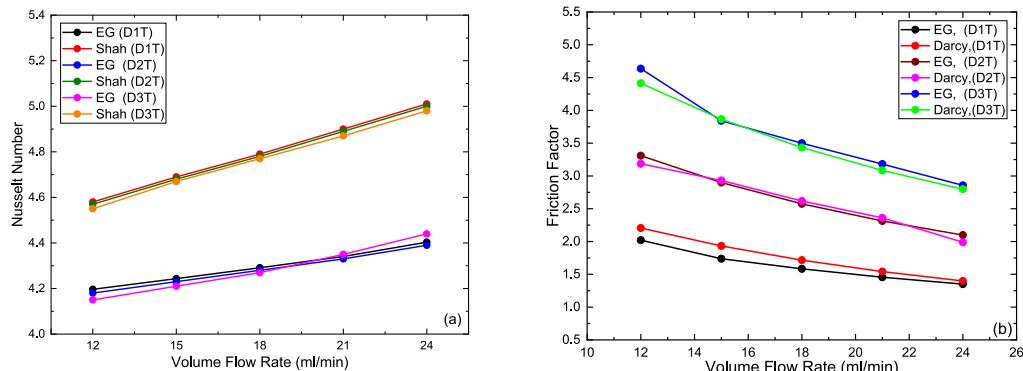 5.4
5.2
5.0
4.8
4.6
4.4
4.2
4.0
Nusselt Number
EG (D1T)
Shah (D1T)
EG (D2T)
Shah (D2T)
EG (D3T)
Shah (D3T)
(a)
12 15 18 21 24
Volume Flow Rate (ml/min)
5.5
5.0
4.5
4.0
3.5
3.0
2.5
2.0
1.5
1.0
0.5
Friction Factor
EG, (D1T)
Darcy,(D1T)
EG, (D2T)
Darcy,(D2T)
EG, (D3T)
Darcy,(D3T)
(b)
10 12 14 16 18 20 22 24 26
Volume Flow Rate (ml/min)